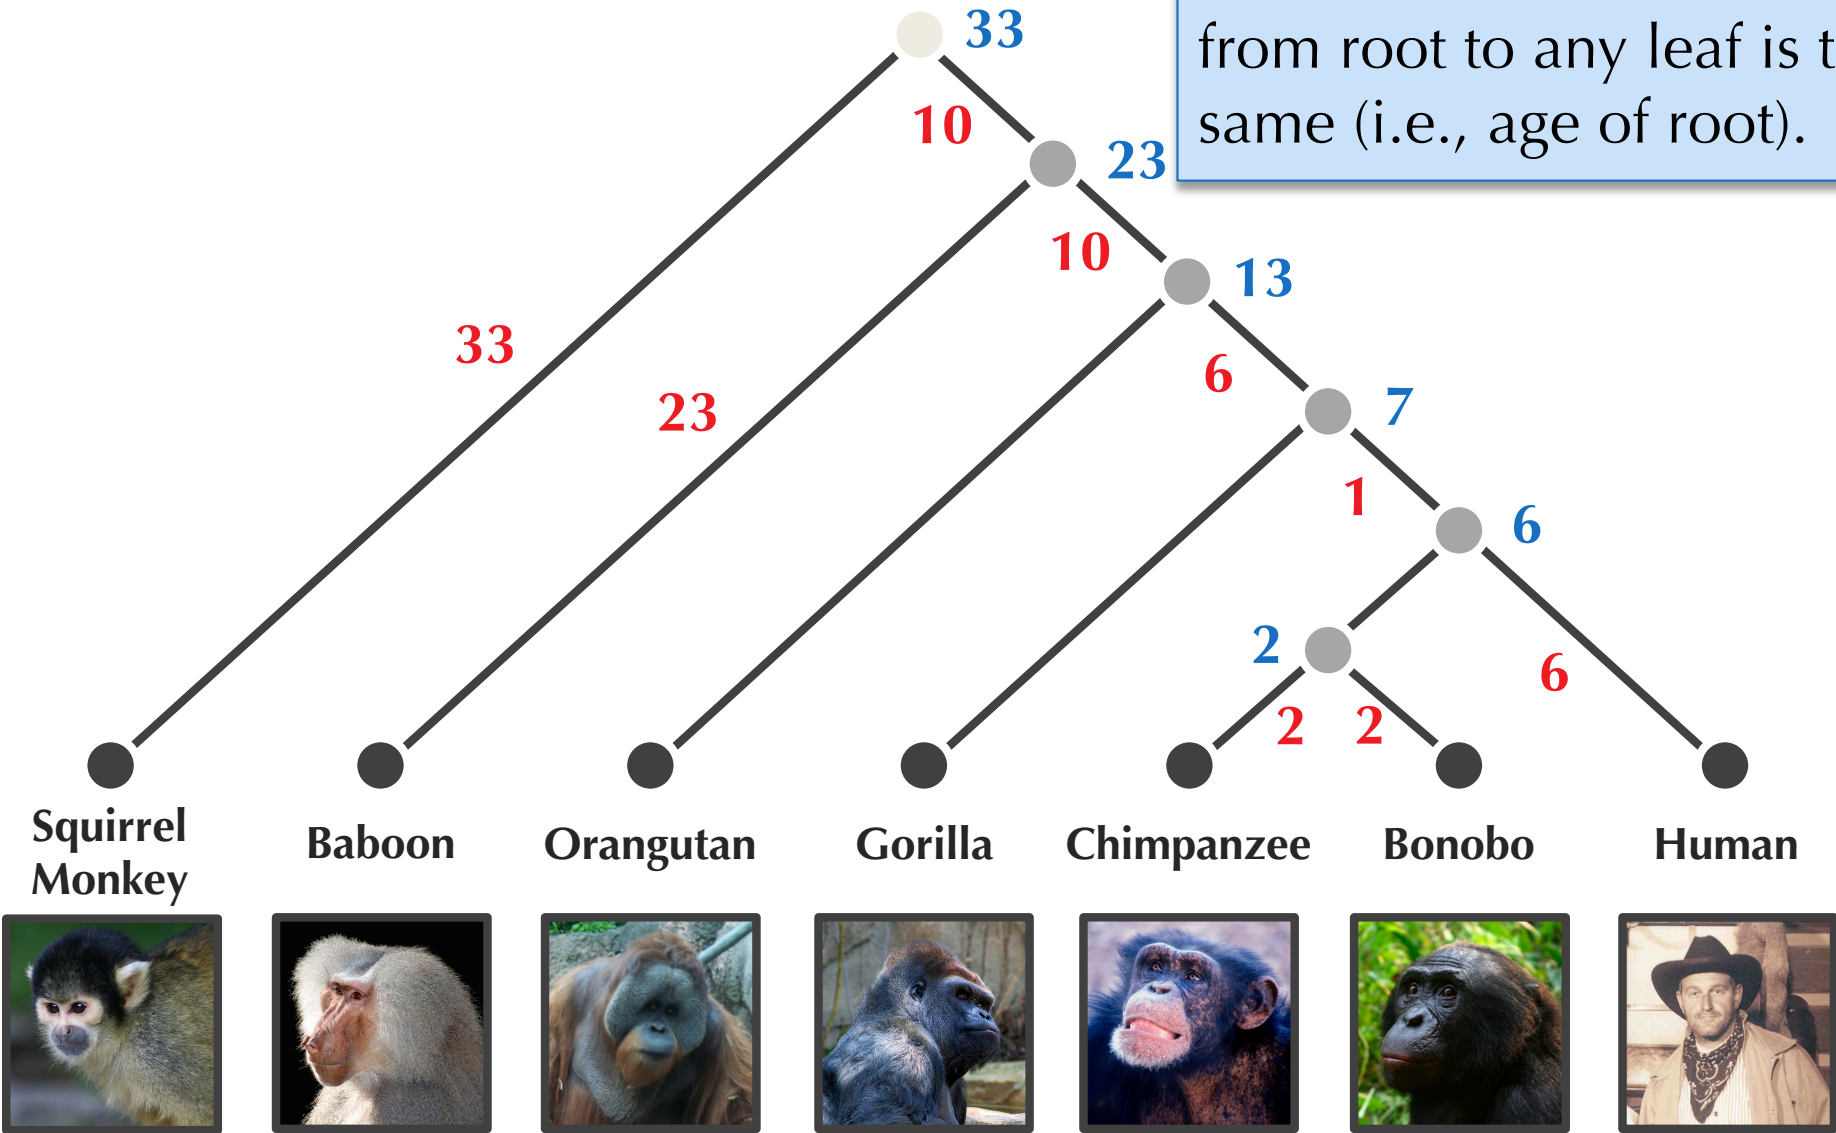 33
from root to any leaf is
same (i.e., age of root).
10
23
10
13
33
6
7
23
1
6
2
6
2
2
Squirrel
Monkey
Baboon
Orangutan
Gorilla
Chimpanzee
Bonobo
Human